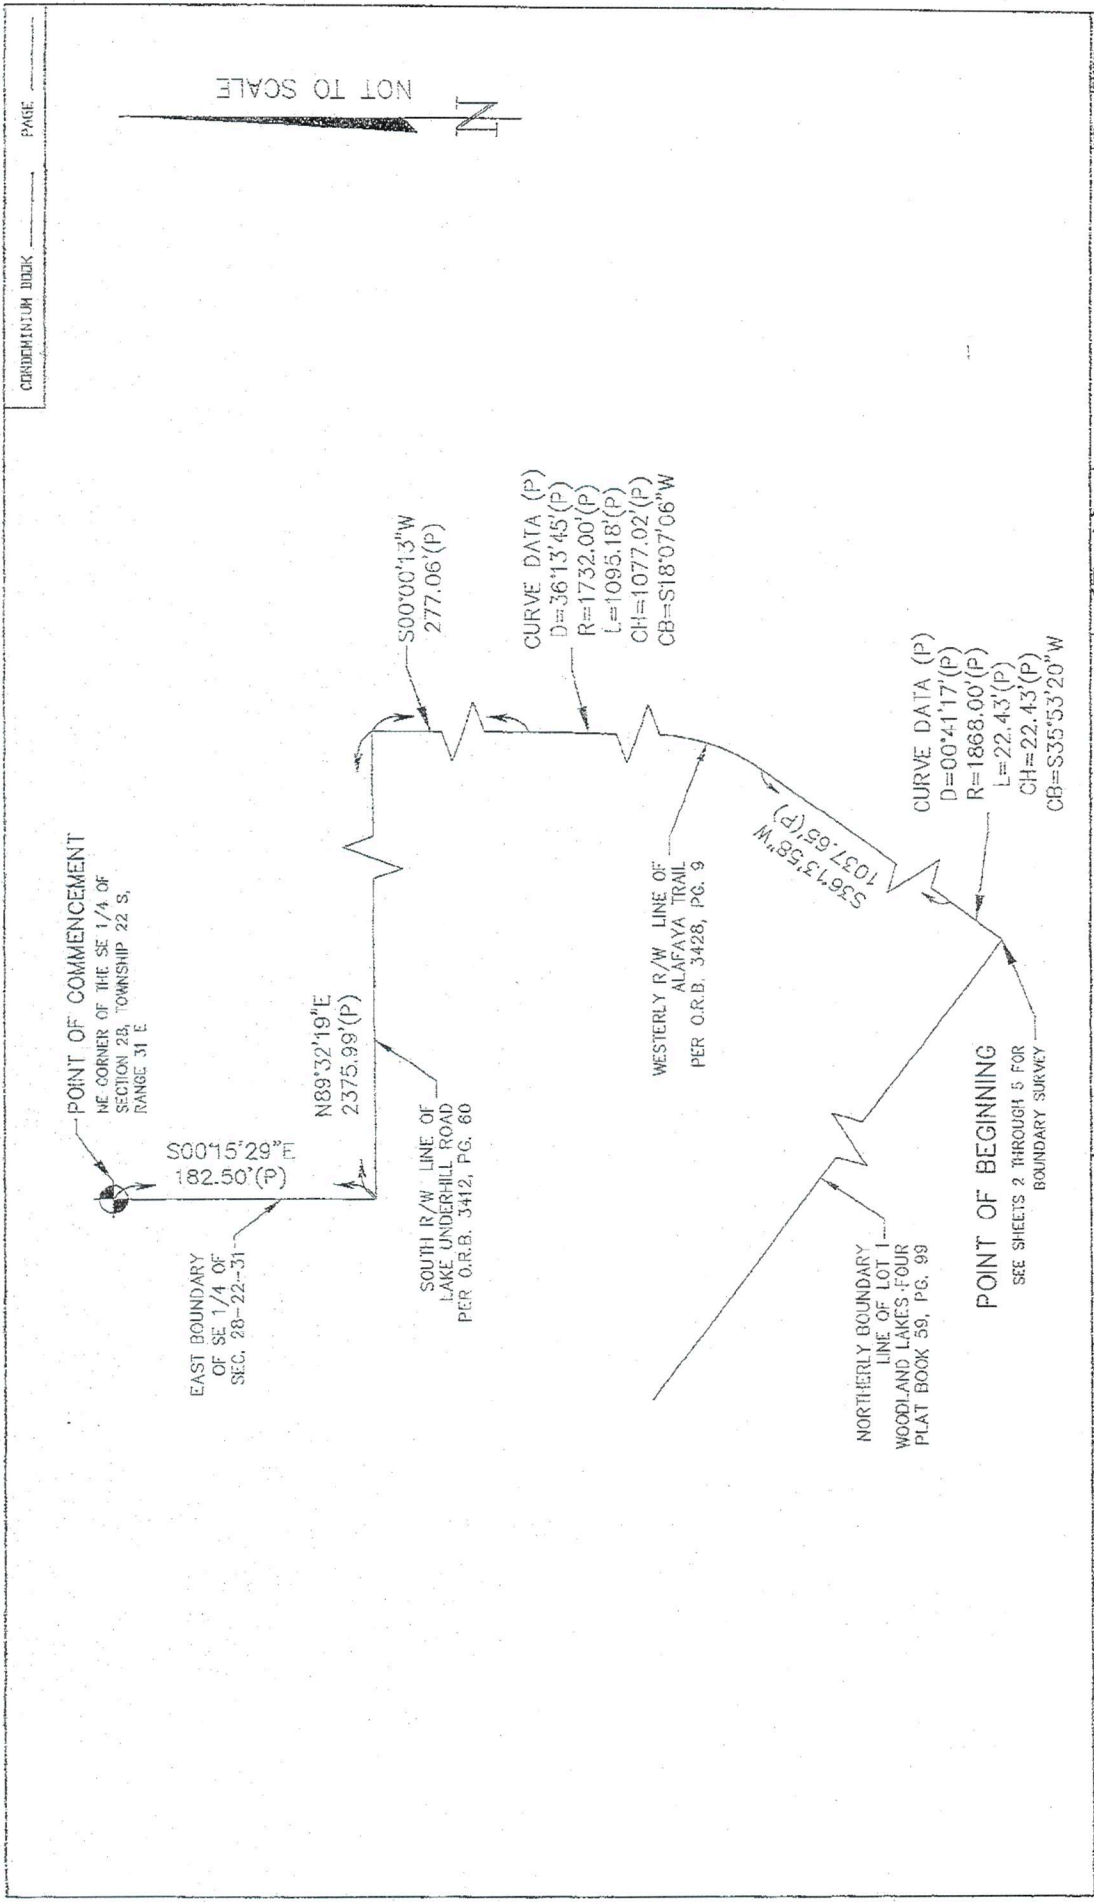 CONDOMINIUM BOOK ______ PAGE ______
NOT TO SCALE
N
POINT OF COMMENCEMENT
NE CORNER OF THE SE 1/4 OF
SECTION 28, TOWNSHIP 22 S,
RANGE 31 E
S00°15'29"E
182.50'(P)
EAST BOUNDARY
OF SE 1/4 OF
SEC. 28-22-31
N89°32'19"E
2375.99'(P)
SOUTH R/W LINE OF
LAKE UNDERHILL ROAD
PER O.R.B. 3412, PG. 60
S00°00'13"W
277.06'(P)
CURVE DATA (P)
D=36°13'45'(P)
R=1732.00'(P)
L=1095.18'(P)
CH=1077.02'(P)
CB=S18°07'06"W
WESTERLY R/W LINE OF
ALAFAYA TRAIL
PER O.R.B. 3428, PG. 9
S36°13'58"W
1037.65'(P)
CURVE DATA (P)
D=00°41'17'(P)
R=1868.00'(P)
L=22.43'(P)
CH=22.43'(P)
CB=S35°53'20"W
NORTHERLY BOUNDARY
LINE OF LOT 1
WOODLAND LAKES FOUR
PLAT BOOK 59, PG. 99
POINT OF BEGINNING
SEE SHEETS 2 THROUGH 5 FOR
BOUNDARY SURVEY